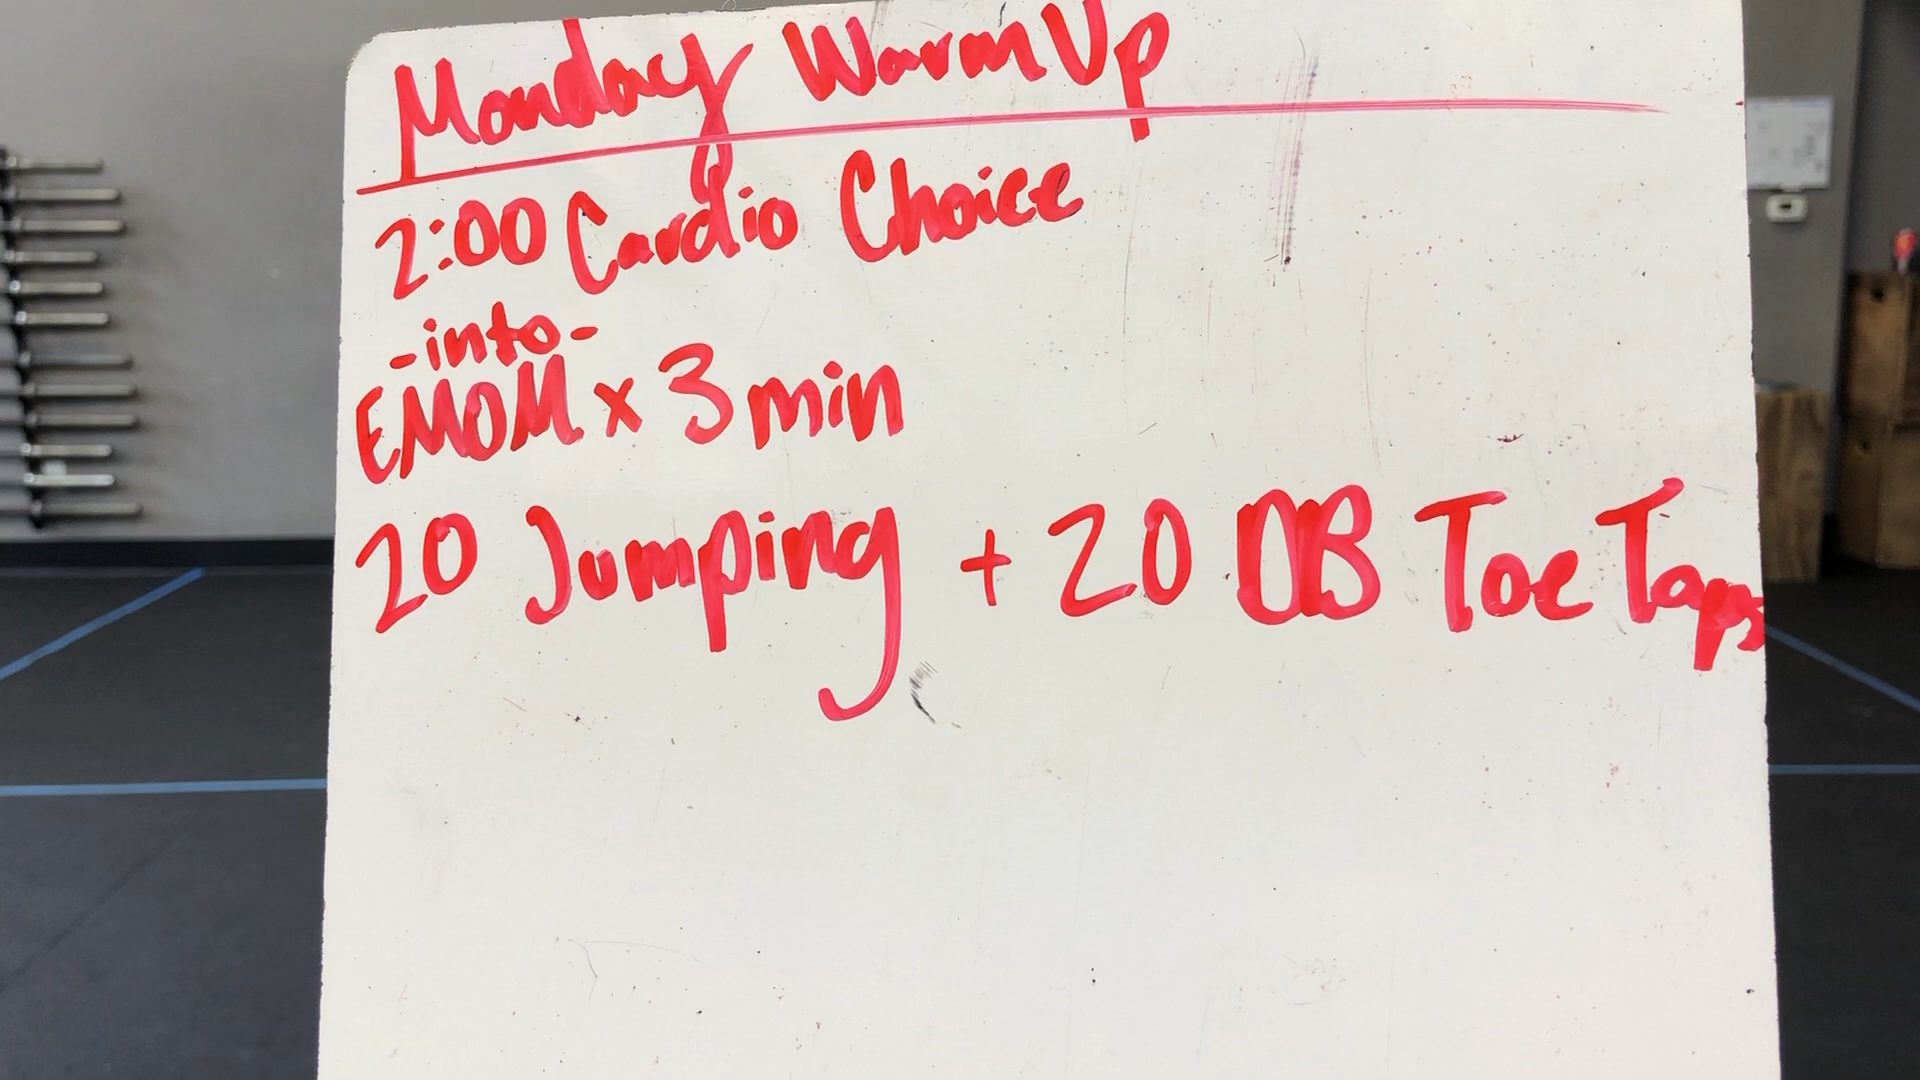 Monday Warm Up
2:00 Cardio Choice
-into-
EMOM x 3 min
20 Jumping + 20 DB Toe Taps